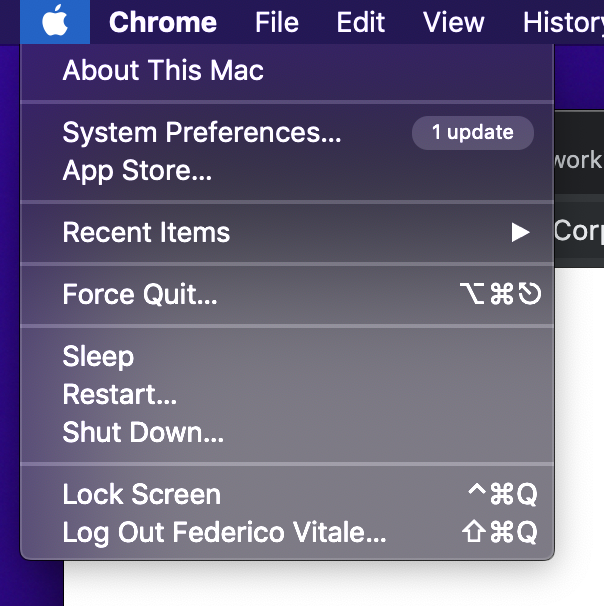 Chrome File Edit View History
About This Mac
System Preferences... 1 update
App Store...
work
Recent Items ▶
Corp
Force Quit... ⌥⌘⎋
Sleep
Restart...
Shut Down...
Lock Screen ^⌘Q
Log Out Federico Vitale... ⇧⌘Q